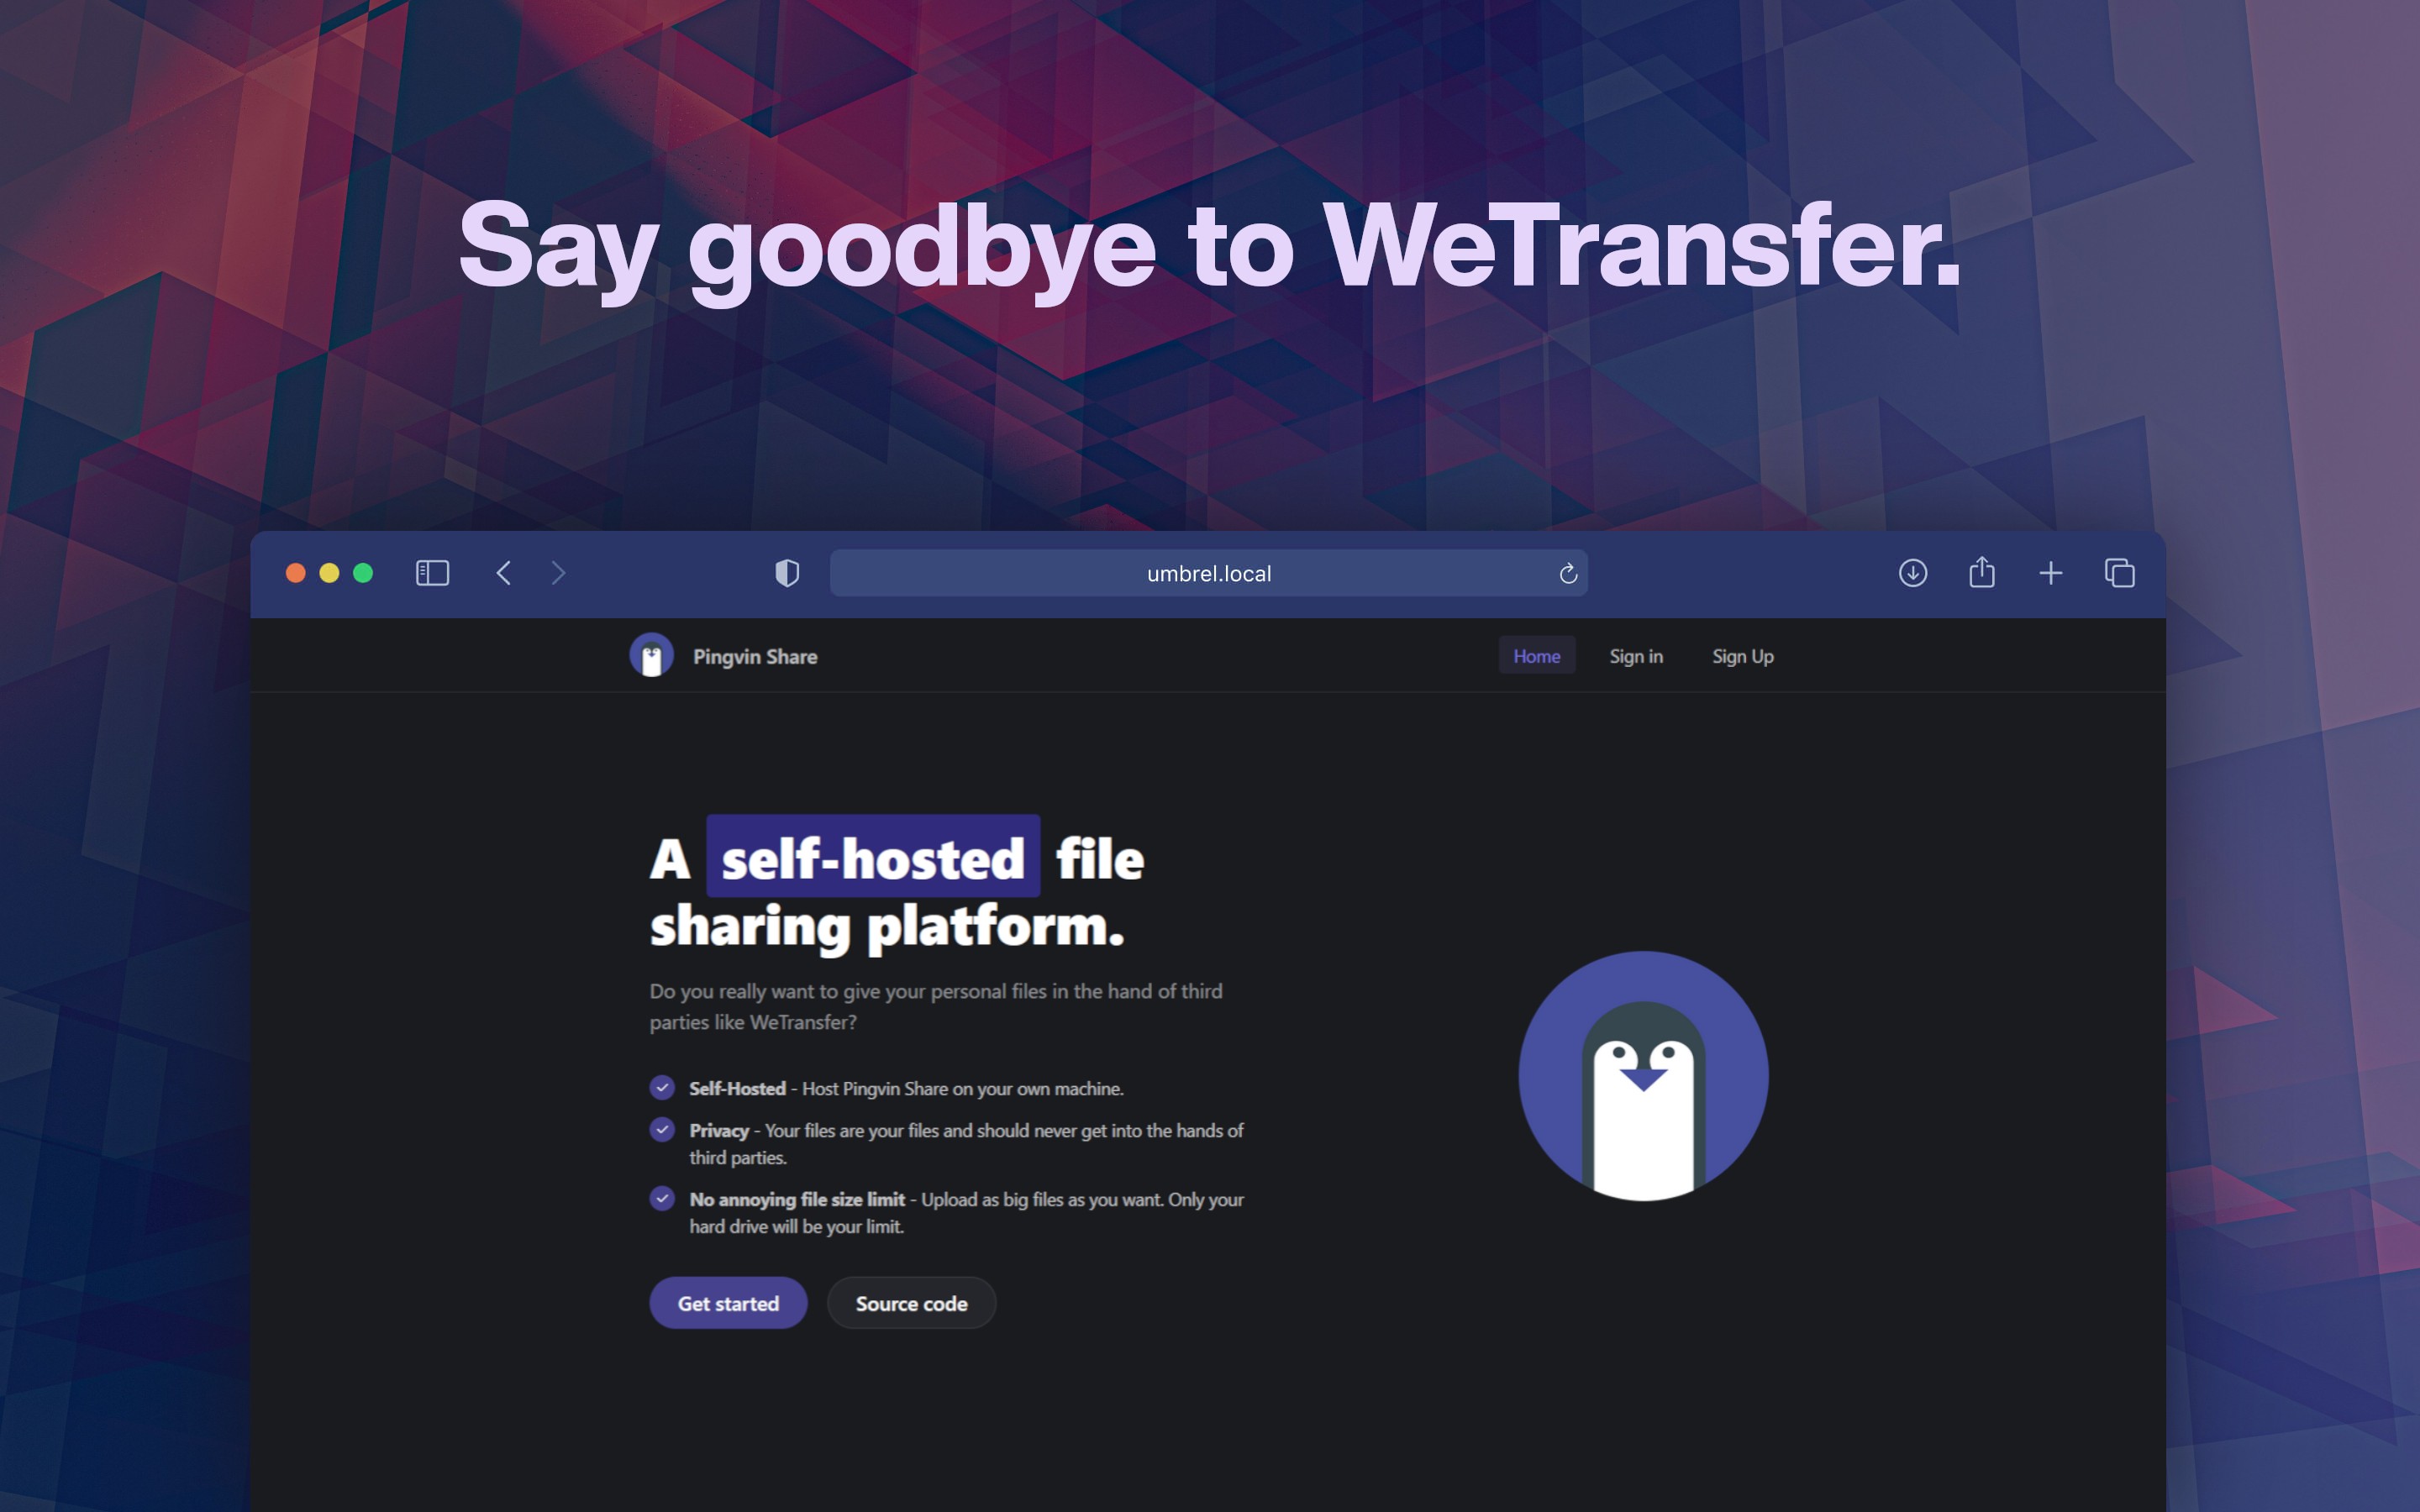 Say goodbye to WeTransfer.
umbrel.local
Pingvin Share
Home
Sign in
Sign Up
A self-hosted file
sharing platform.
Do you really want to give your personal files in the hand of third
parties like WeTransfer?
Self-Hosted - Host Pingvin Share on your own machine.
Privacy - Your files are your files and should never get into the hands of
third parties.
No annoying file size limit - Upload as big files as you want. Only your
hard drive will be your limit.
Get started
Source code